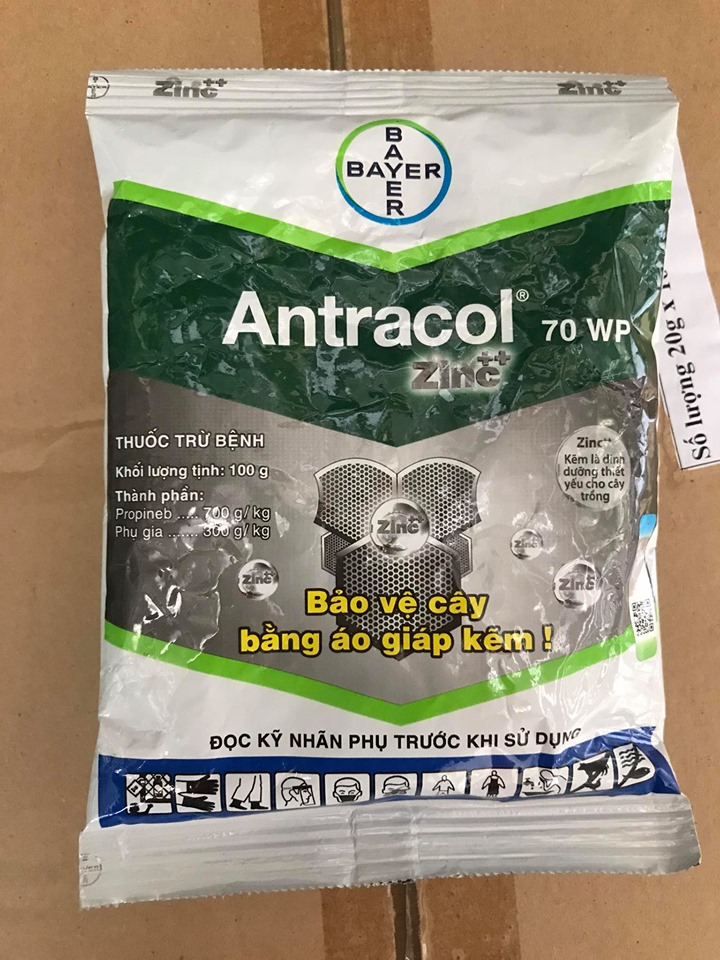 Zinc++ Zinc++
BAYER
BAYER
Antracol® 70 WP
Zinc++
THUỐC TRỪ BỆNH
Khối lượng tịnh: 100 g
Thành phần:
Propineb ..... 700 g/ kg
Phụ gia ....... 300 g/ kg
Zinc++
Kẽm là dinh
dưỡng thiết
yếu cho cây
trồng
Zinc++
Zinc++
Zinc++
Zinc++
Bảo vệ cây
bằng áo giáp kẽm !
ĐỌC KỸ NHÃN PHỤ TRƯỚC KHI SỬ DỤNG
Số lượng 20g x